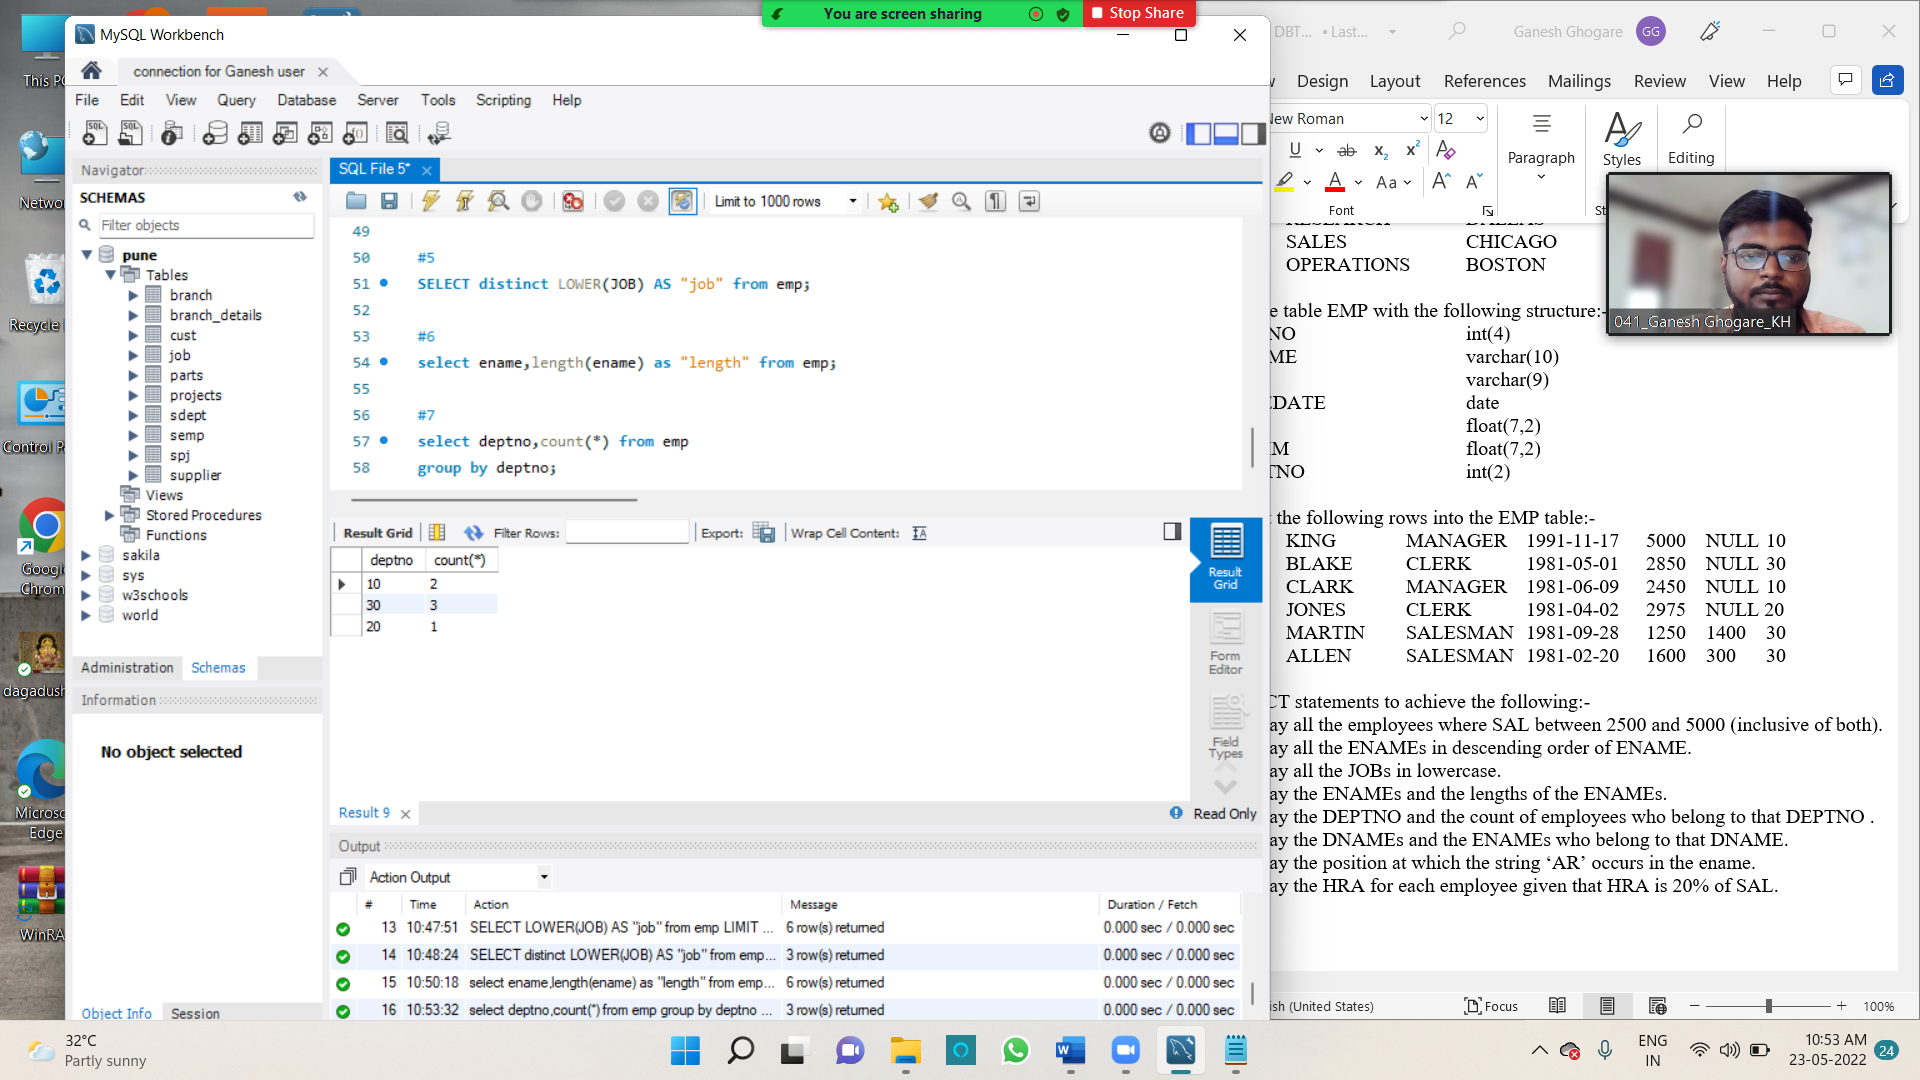 You are screen sharing
Stop Share
MySQL Workbench
connection for Ganesh user
File Edit View Query Database Server Tools Scripting Help
Navigator
SCHEMAS
Filter objects
pune
Tables
branch
branch_details
cust
job
parts
projects
sdept
semp
spj
supplier
Views
Stored Procedures
Functions
sakila
sys
w3schools
world
Administration Schemas
Information
No object selected
Object Info Session
SQL File 5*
Limit to 1000 rows
49
50 #5
51 SELECT distinct LOWER(JOB) AS "job" from emp;
52
53 #6
54 select ename,length(ename) as "length" from emp;
55
56 #7
57 select deptno,count(*) from emp
58 group by deptno;
Result Grid Filter Rows: Export: Wrap Cell Content:
deptno count(*)
10 2
30 3
20 1
Result Grid
Form Editor
Field Types
Result 9
Read Only
Output
Action Output
# Time Action Message Duration / Fetch
13 10:47:51 SELECT LOWER(JOB) AS "job" from emp LIMIT ... 6 row(s) returned 0.000 sec / 0.000 sec
14 10:48:24 SELECT distinct LOWER(JOB) AS "job" from emp... 3 row(s) returned 0.000 sec / 0.000 sec
15 10:50:18 select ename,length(ename) as "length" from emp... 6 row(s) returned 0.000 sec / 0.000 sec
16 10:53:32 select deptno,count(*) from emp group by deptno ... 3 row(s) returned 0.000 sec / 0.000 sec
This PC
Recycle
Control P
Google
Chrom
dagadush
Microso
Edge
WinRA
DBT... • Last...
Ganesh Ghogare
GG
Design Layout References Mailings Review View Help
New Roman 12
Paragraph
Styles
Editing
Font
RESEARCH DALLAS
SALES CHICAGO
OPERATIONS BOSTON
041_Ganesh Ghogare_KH
e table EMP with the following structure:-
NO int(4)
ME varchar(10)
varchar(9)
EDATE date
float(7,2)
IM float(7,2)
TNO int(2)
t the following rows into the EMP table:-
KING MANAGER 1991-11-17 5000 NULL 10
BLAKE CLERK 1981-05-01 2850 NULL 30
CLARK MANAGER 1981-06-09 2450 NULL 10
JONES CLERK 1981-04-02 2975 NULL 20
MARTIN SALESMAN 1981-09-28 1250 1400 30
ALLEN SALESMAN 1981-02-20 1600 300 30
CT statements to achieve the following:-
ay all the employees where SAL between 2500 and 5000 (inclusive of both).
ay all the ENAMEs in descending order of ENAME.
ay all the JOBs in lowercase.
ay the ENAMEs and the lengths of the ENAMEs.
ay the DEPTNO and the count of employees who belong to that DEPTNO .
ay the DNAMEs and the ENAMEs who belong to that DNAME.
ay the position at which the string ‘AR’ occurs in the ename.
ay the HRA for each employee given that HRA is 20% of SAL.
ish (United States) Focus 100%
32°C
Partly sunny
ENG
IN
10:53 AM
23-05-2022
24